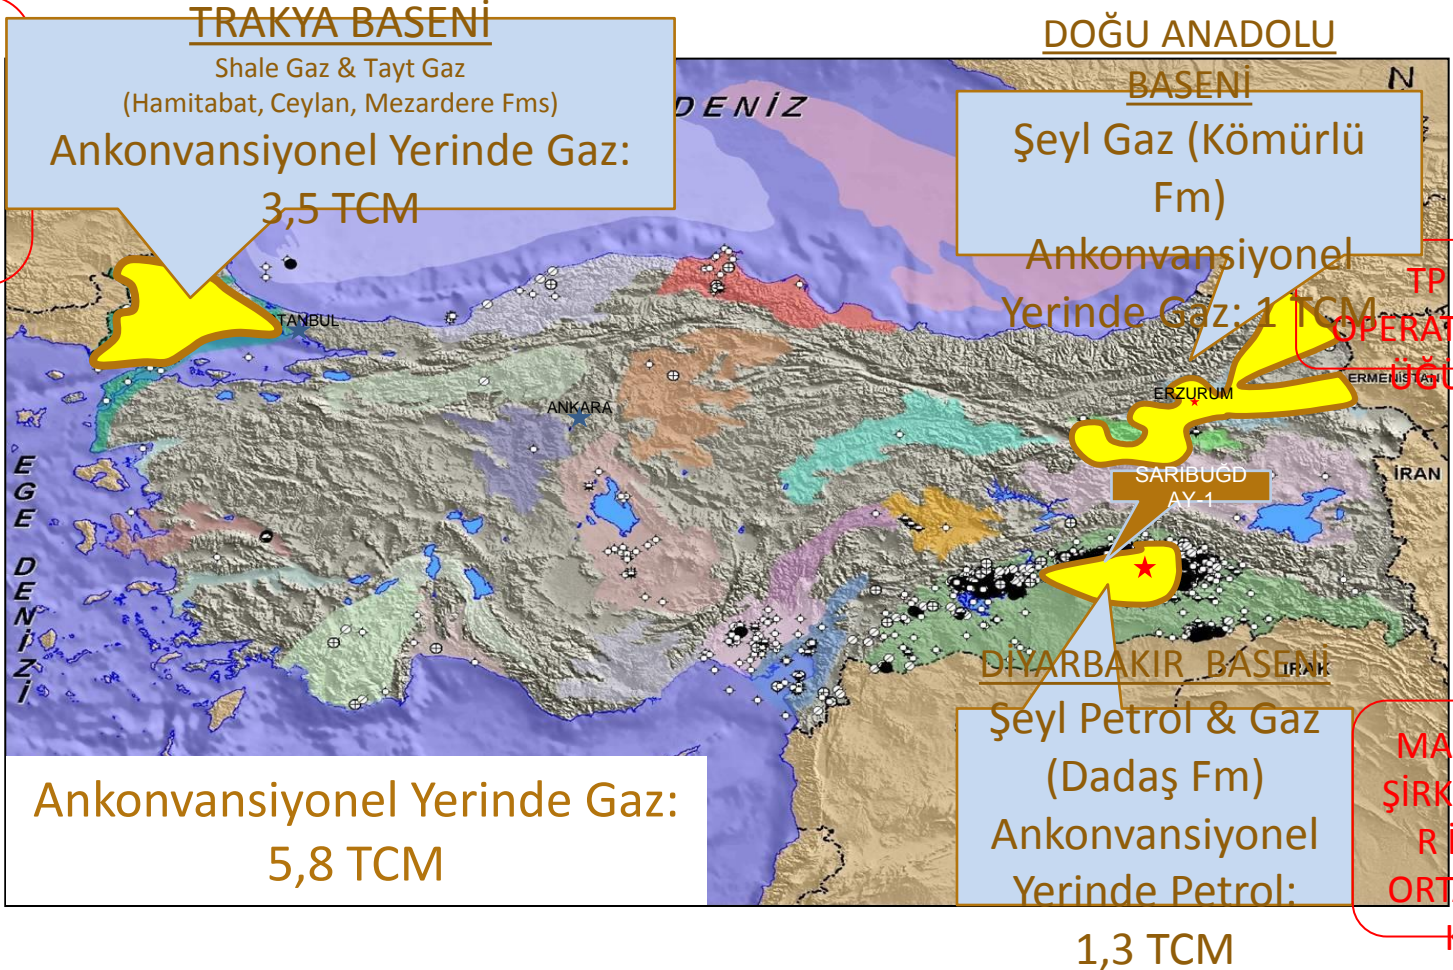 TRAKYA BASENİ
Shale Gaz & Tayt Gaz
(Hamitabat, Ceylan, Mezardere Fms)
Ankonvansiyonel Yerinde Gaz:
3,5 TCM
DENİZ
DOĞU ANADOLU
BASENİ
Şeyl Gaz (Kömürlü
Fm)
Ankonvansiyonel
Yerinde Gaz: 1 TCM
N
TP
OPERAT
ÜĞÜ
TANBUL
ANKARA
ERZURUM
ERMENİSTAN
İRAN
SARIBUĞD
AY-1
EGE DENİZİ
DİYARBAKIR BASENİ
IRAK
Şeyl Petrol & Gaz
(Dadaş Fm)
Ankonvansiyonel
Yerinde Petrol:
1,3 TCM
Ankonvansiyonel Yerinde Gaz:
5,8 TCM
MA
ŞİRK
R İ
ORT